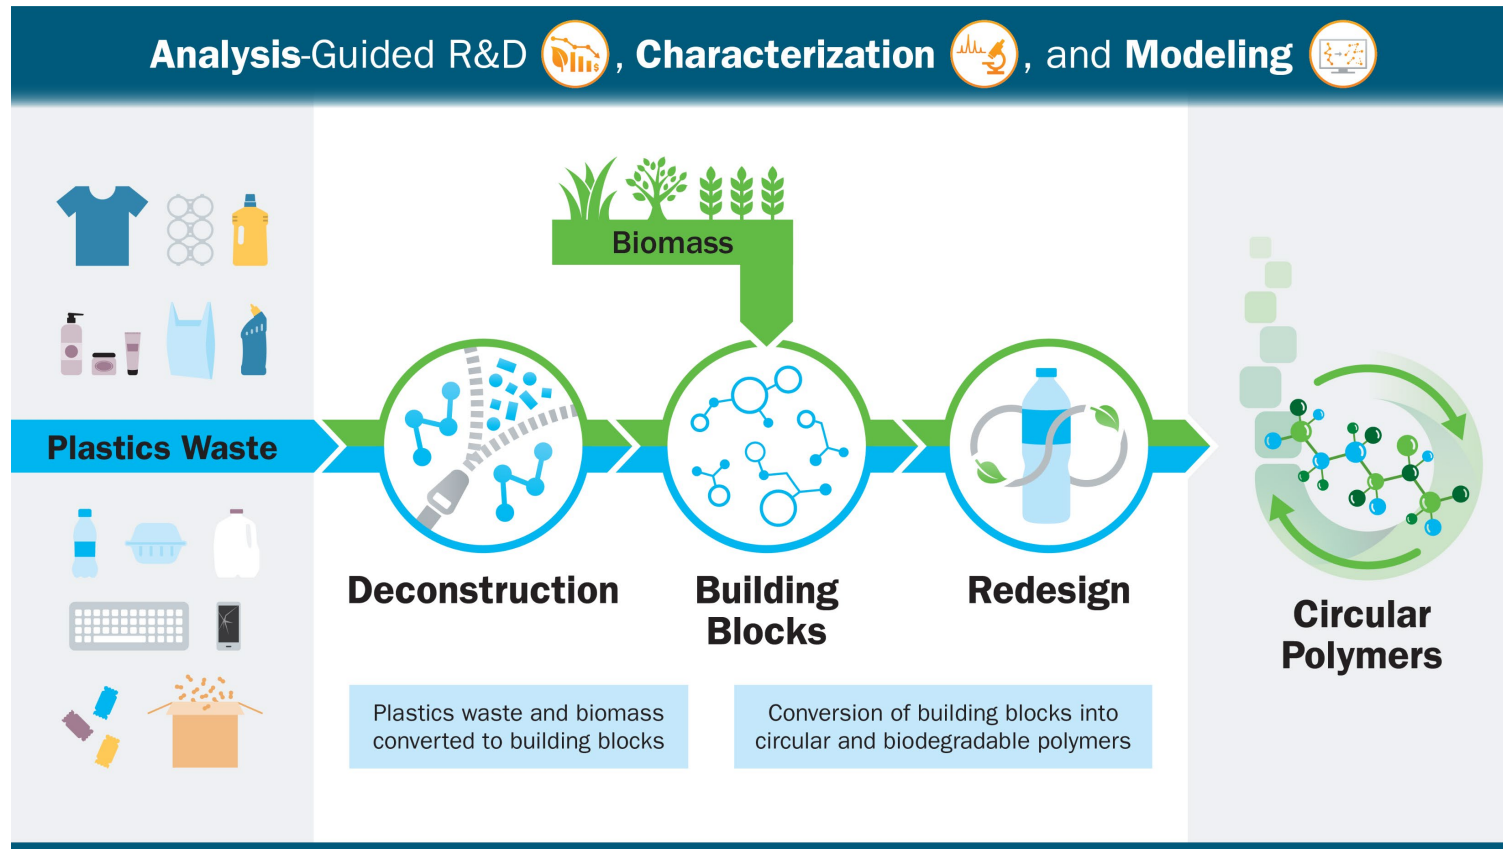 Analysis-Guided R&D, Characterization, and Modeling
Biomass
Plastics Waste
Deconstruction
Building
Blocks
Redesign
Circular
Polymers
Plastics waste and biomass
converted to building blocks
Conversion of building blocks into
circular and biodegradable polymers